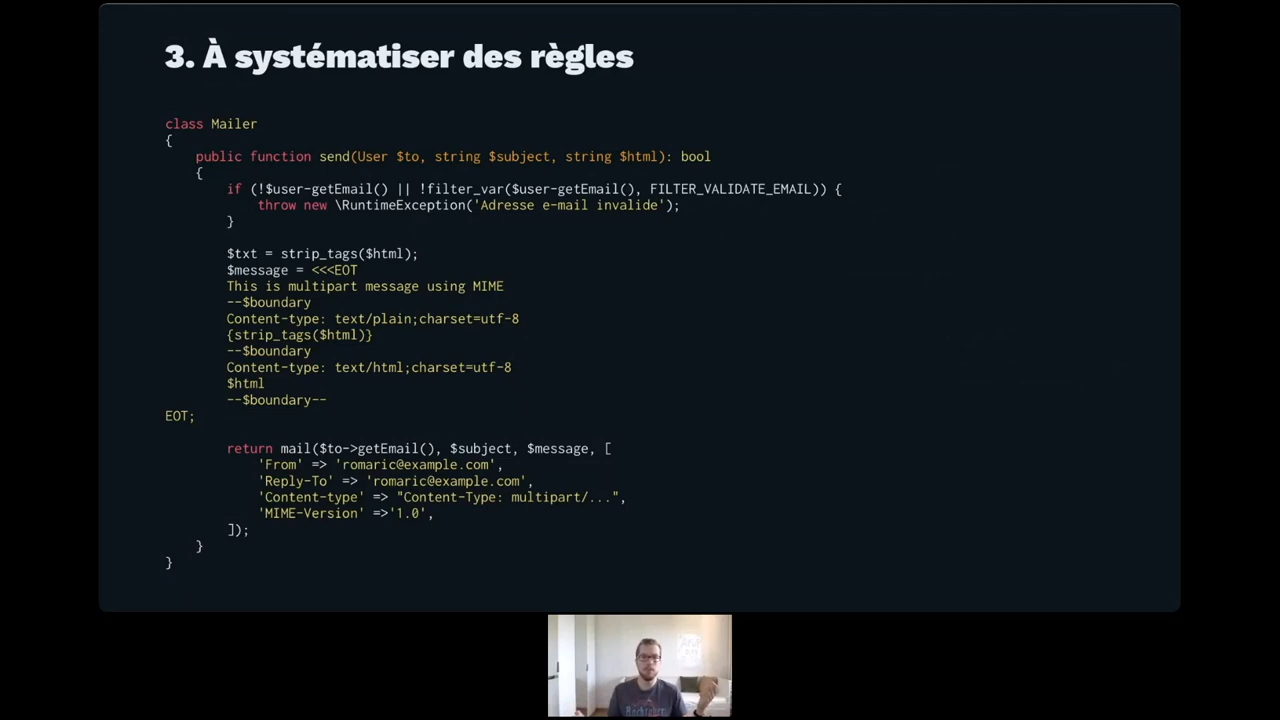 3. À systématiser des règles
class Mailer
{
public function send(User $to, string $subject, string $html): bool
{
if (!$user-getEmail() || !filter_var($user-getEmail(), FILTER_VALIDATE_EMAIL)) {
throw new \RuntimeException('Adresse e-mail invalide');
}
$txt = strip_tags($html);
$message = <<<EOT
This is multipart message using MIME
--$boundary
Content-type: text/plain;charset=utf-8
{strip_tags($html)}
--$boundary
Content-type: text/html;charset=utf-8
$html
--$boundary--
EOT;
return mail($to->getEmail(), $subject, $message, [
'From' => 'romaric@example.com',
'Reply-To' => 'romaric@example.com',
'Content-type' => "Content-Type: multipart/...",
'MIME-Version' =>'1.0',
]);
}
}